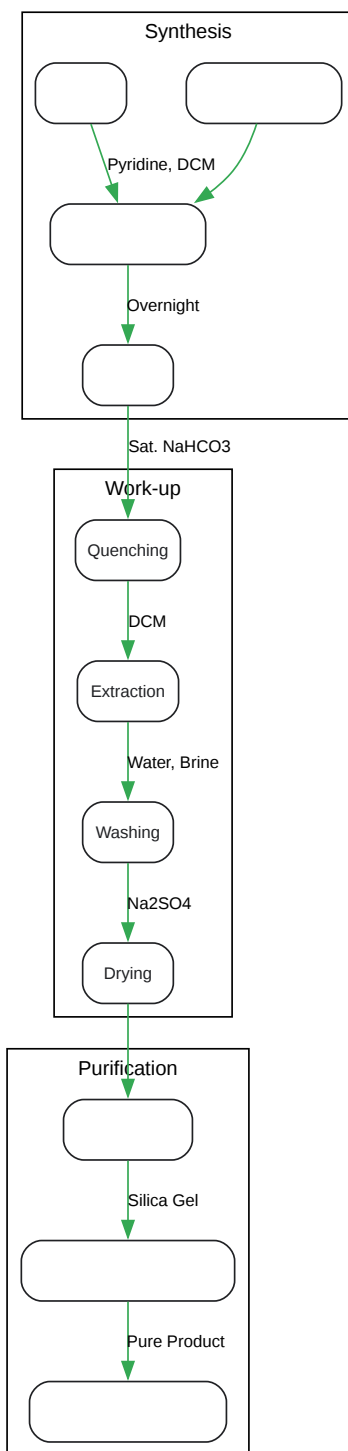 Synthesis
Pyridine, DCM
Overnight
Sat. NaHCO3
Work-up
Quenching
DCM
Extraction
Water, Brine
Washing
Na2SO4
Drying
Purification
Silica Gel
Pure Product